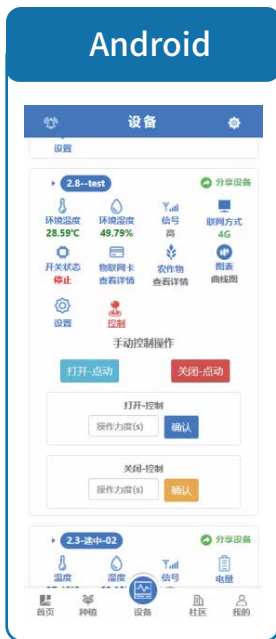 Android
设备
设置
2.8--test
分享设备
环境温度 环境湿度 信号 联网方式
28.59℃ 49.79% 高 4G
开关状态 物联网卡 农作物 图表
停止 查看详情 查看详情 曲线图
设置 控制
手动控制操作
打开-点动 关闭-点动
打开-控制
操作力度(s) 确认
关闭-控制
操作力度(s) 确认
2.3-途中-02
分享设备
温度 湿度 信号 电量
首页 种植 设备 社区 我的